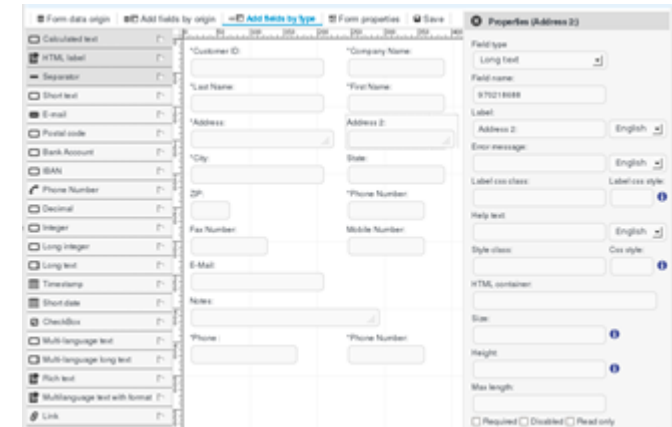 Form data origin
Add fields by origin
Add fields by type
Form properties
Save
Calculated text
HTML label
Separator
Short text
E-mail
Postal code
Bank Account
IBAN
Phone Number
Decimal
Integer
Long integer
Long text
Timestamp
Short date
CheckBox
Multi-language text
Multi-language long text
Rich text
Multilanguage text with format
Link
*Customer ID:
*Company Name:
*Last Name:
*First Name:
*Address:
Address 2:
*City:
State:
ZIP:
*Phone Number:
Fax Number:
Mobile Number:
E-Mail:
Notes:
*Phone :
*Phone Number:
Properties (Address 2:)
Field type
Long text
Field name:
Label:
Address 2:
English
Error message:
English
Label css class:
Label css style:
Help text
English
Style class:
Css style:
HTML container:
Size:
Height:
Max length:
Required
Disabled
Read only